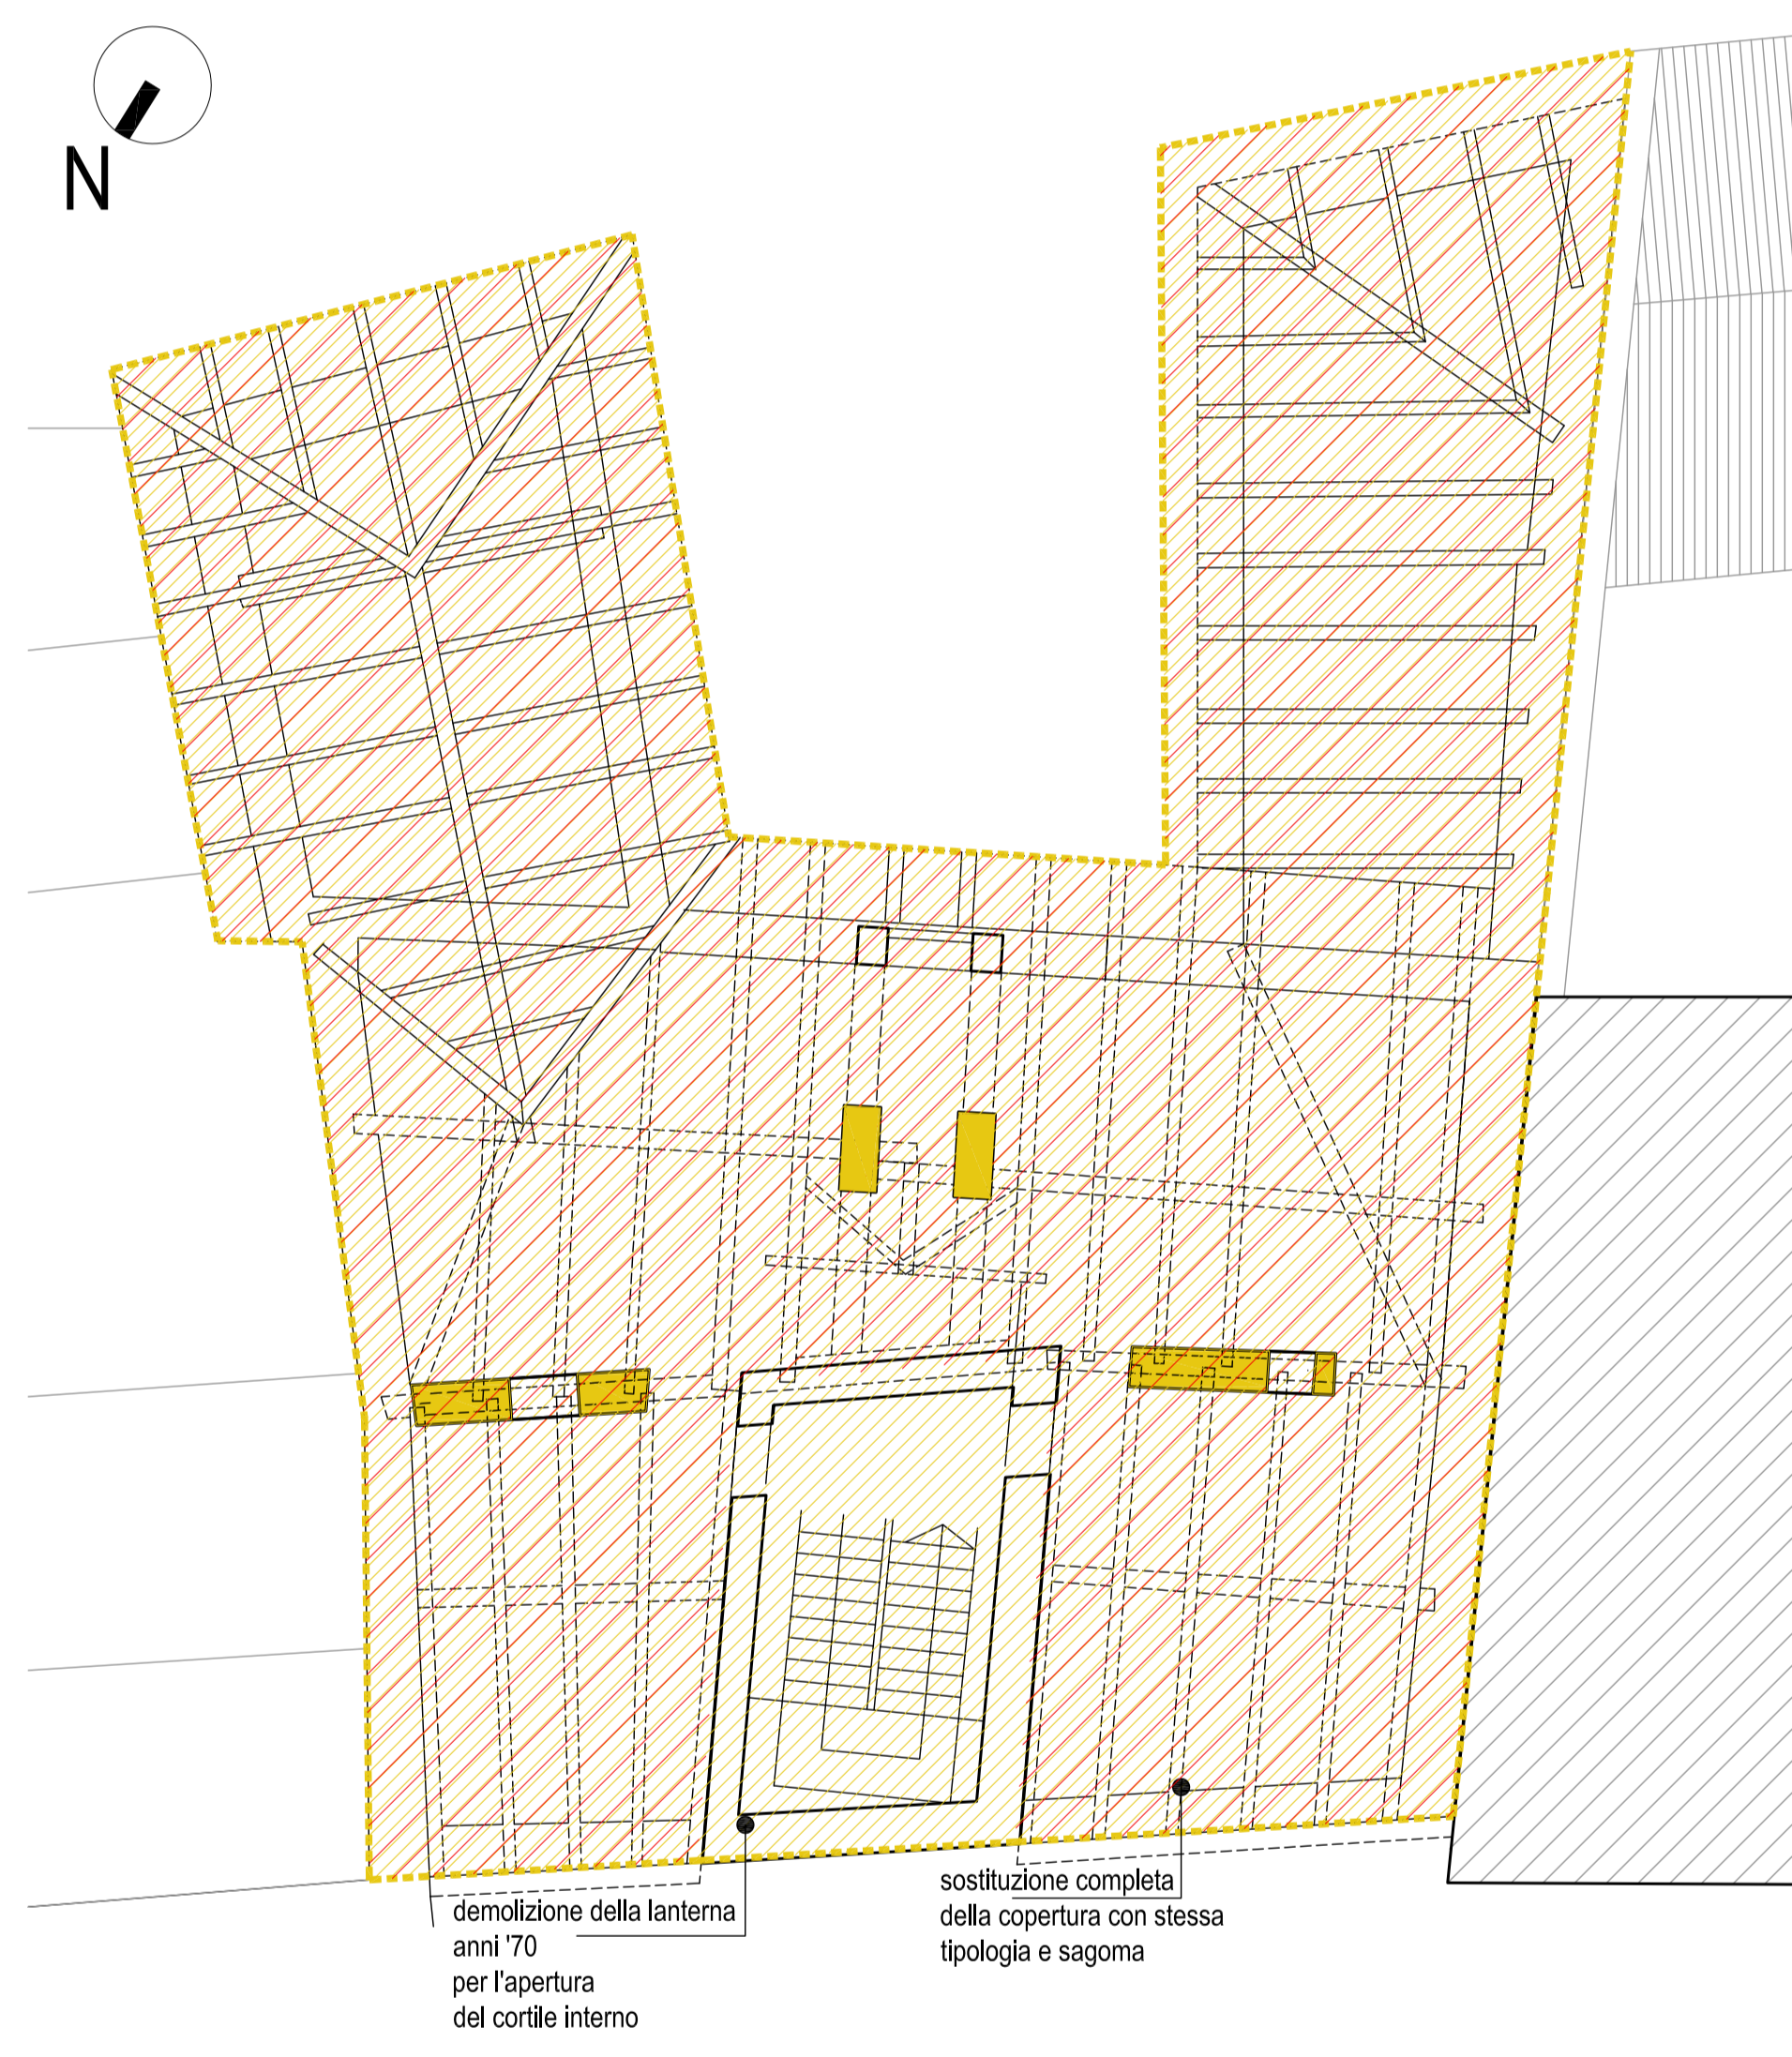 N
demolizione della lanterna
anni '70
per l'apertura
del cortile interno
sostituzione completa
della copertura con stessa
tipologia e sagoma